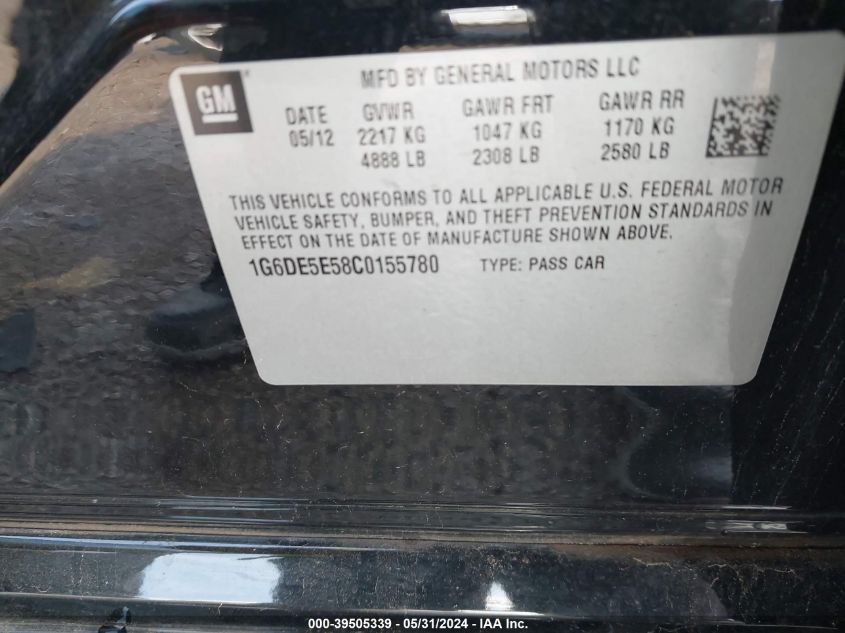 GM
MFD BY GENERAL MOTORS LLC
DATE GVWR GAWR FRT GAWR RR
05/12 2217 KG 1047 KG 1170 KG
4888 LB 2308 LB 2580 LB
THIS VEHICLE CONFORMS TO ALL APPLICABLE U.S. FEDERAL MOTOR
VEHICLE SAFETY, BUMPER, AND THEFT PREVENTION STANDARDS IN
EFFECT ON THE DATE OF MANUFACTURE SHOWN ABOVE.
1G6DE5E58C0155780 TYPE: PASS CAR
000-39505339 - 05/31/2024 - IAA Inc.